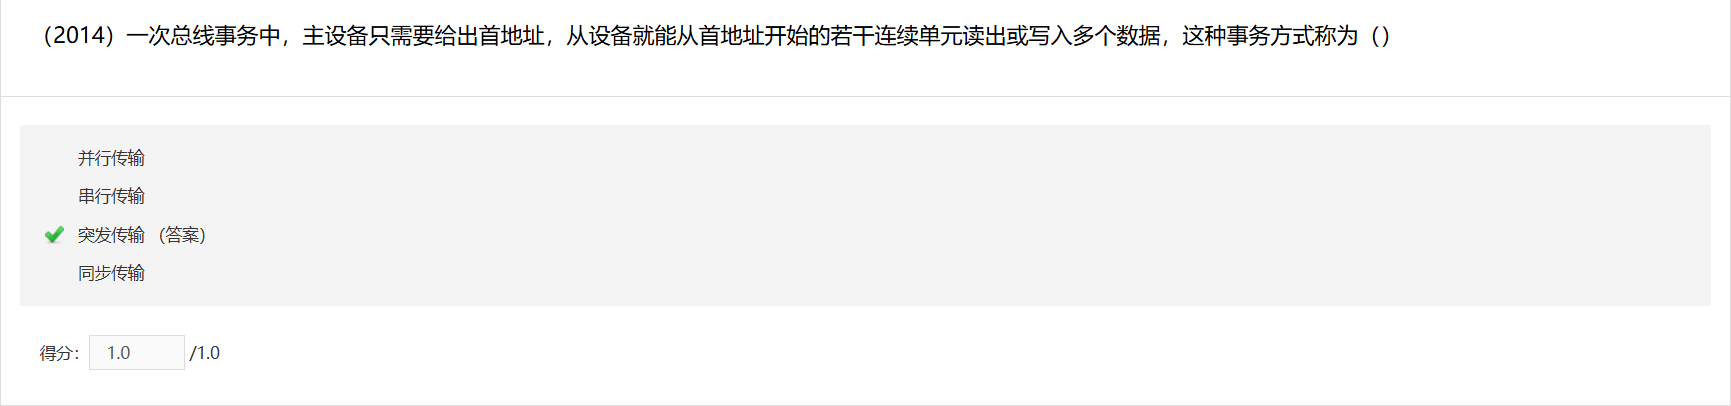 （2014）一次总线事务中，主设备只需要给出首地址，从设备就能从首地址开始的若干连续单元读出或写入多个数据，这种事务方式称为（）
并行传输
串行传输
突发传输 （答案）
同步传输
得分： 1.0 /1.0